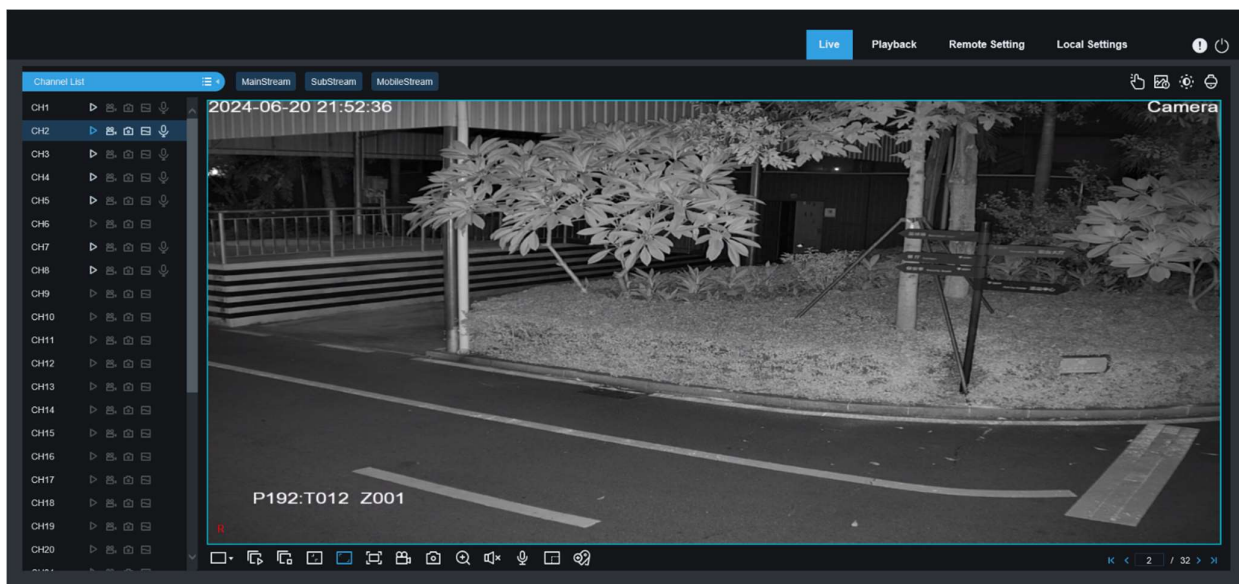 Live Playback Remote Setting Local Settings
Channel List MainStream SubStream MobileStream
2024-06-20 21:52:36 Camera
CH1
CH2
CH3
CH4
CH5
CH6
CH7
CH8
CH9
CH10
CH11
CH12
CH13
CH14
CH15
CH16
CH17
CH18
CH19
CH20
P192:T012 Z001
R
2 / 32